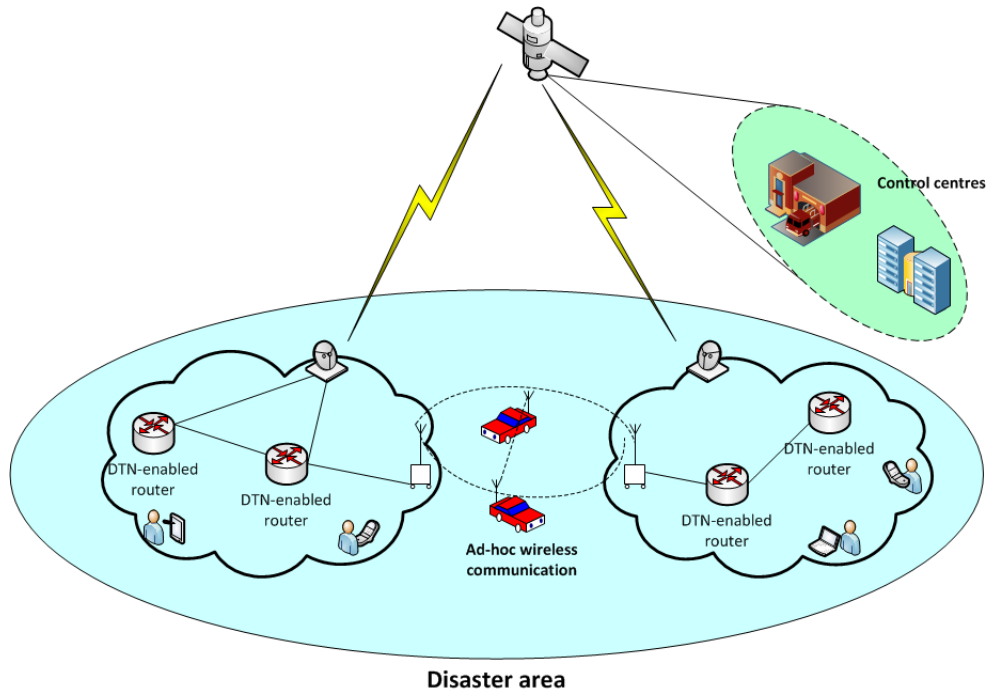 Control centres
DTN-enabled
router
DTN-enabled
router
DTN-enabled
router
DTN-enabled
router
Ad-hoc wireless
communication
Disaster area